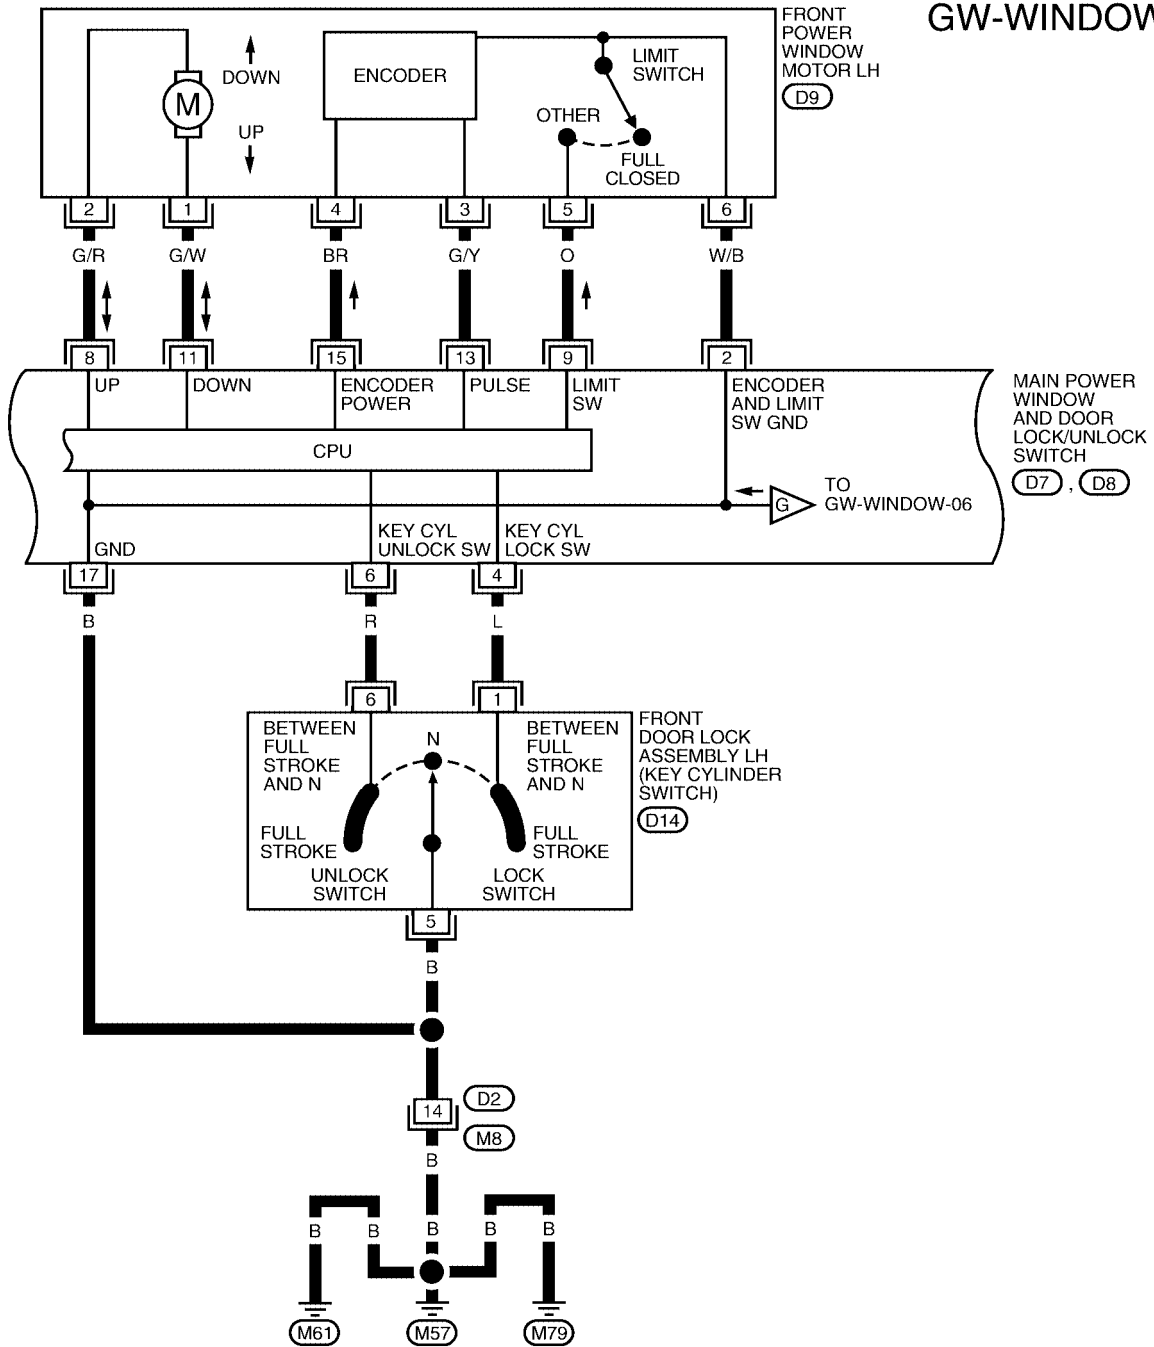 GW-WINDOW
FRONT
POWER
WINDOW
MOTOR LH
D9
DOWN
M
UP
ENCODER
LIMIT
SWITCH
OTHER
FULL
CLOSED
2 1 4 3 5 6
G/R G/W BR G/Y O W/B
8 11 15 13 9 2
UP DOWN ENCODER
POWER
PULSE LIMIT
SW
ENCODER
AND LIMIT
SW GND
MAIN POWER
WINDOW
AND DOOR
LOCK/UNLOCK
SWITCH
D7 , D8
CPU
G
TO
GW-WINDOW-06
GND
KEY CYL
UNLOCK SW
KEY CYL
LOCK SW
17 6 4
B R L
6 1
BETWEEN
FULL
STROKE
AND N
N
BETWEEN
FULL
STROKE
AND N
FULL
STROKE
FULL
STROKE
UNLOCK
SWITCH
LOCK
SWITCH
FRONT
DOOR LOCK
ASSEMBLY LH
(KEY CYLINDER
SWITCH)
D14
5
B
14
D2
M8
B
B B B B B
M61 M57 M79